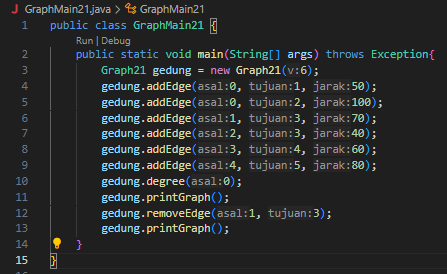 J GraphMain21.java > GraphMain21
1 public class GraphMain21 {
Run | Debug
2 public static void main(String[] args) throws Exception{
3 Graph21 gedung = new Graph21(v:6);
4 gedung.addEdge(asal:0, tujuan:1, jarak:50);
5 gedung.addEdge(asal:0, tujuan:2, jarak:100);
6 gedung.addEdge(asal:1, tujuan:3, jarak:70);
7 gedung.addEdge(asal:2, tujuan:3, jarak:40);
8 gedung.addEdge(asal:3, tujuan:4, jarak:60);
9 gedung.addEdge(asal:4, tujuan:5, jarak:80);
10 gedung.degree(asal:0);
11 gedung.printGraph();
12 gedung.removeEdge(asal:1, tujuan:3);
13 gedung.printGraph();
14 }
15 }